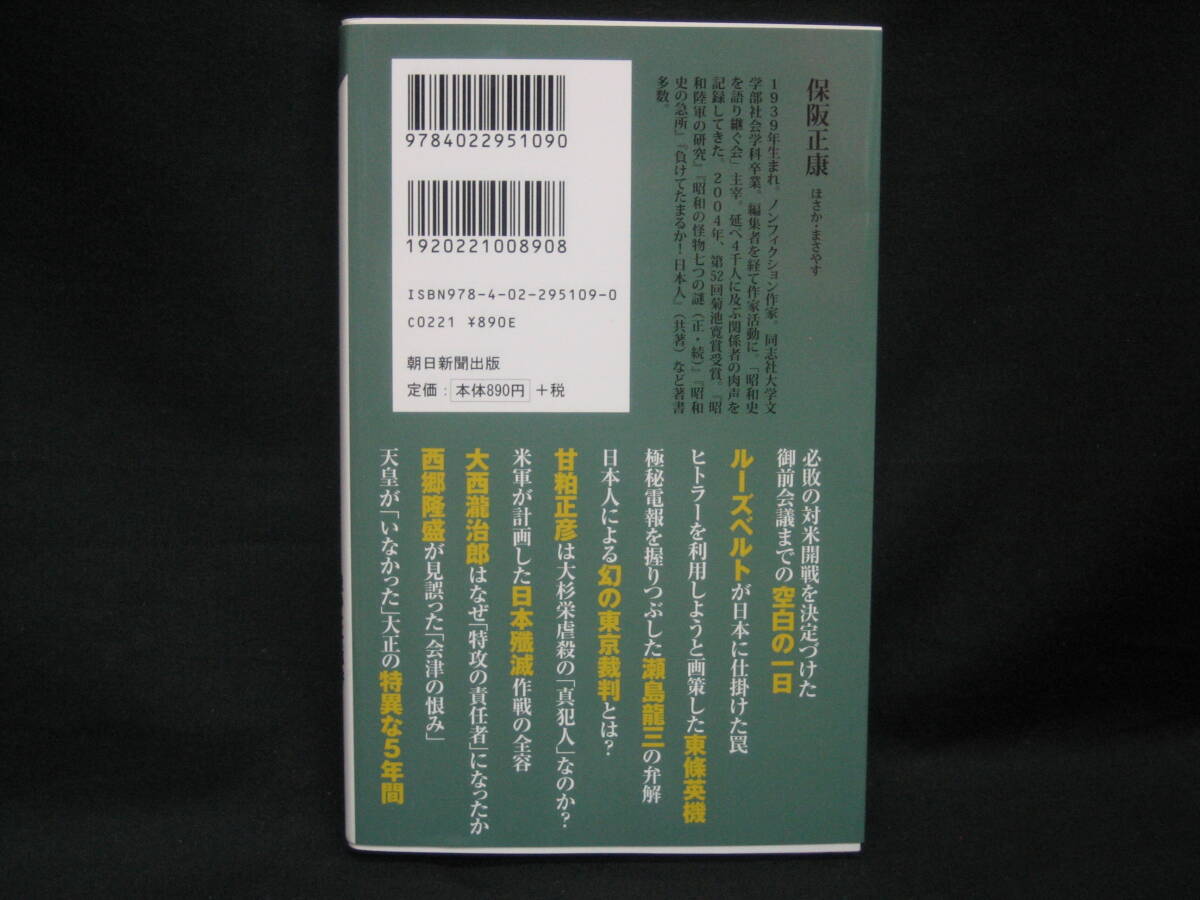 保阪正康 ほさか・まさやす
1939年生まれ。ノンフィクション作家。同志社大学文
学部社会学科卒業。編集者を経て作家活動に。「昭和史
を語り継ぐ会」主宰。延べ4千人に及ぶ関係者の肉声を
記録してきた。2004年、第52回菊池寛賞受賞。『昭
和陸軍の研究』『昭和の怪物七つの謎(正・続)』『昭和
史の急所』『負けてたまるか!日本人』(共著)など著書
多数。
9784022951090
1920221008908
ISBN978-4-02-295109-0
C0221 ¥890E
朝日新聞出版
定価:本体890円+税
必敗の対米開戦を決定づけた
御前会議までの空白の一日
ルーズベルトが日本に仕掛けた罠
ヒトラーを利用しようと画策した東條英機
極秘電報を握りつぶした瀬島龍三の弁解
日本人による幻の東京裁判とは?
甘粕正彦は大杉栄虐殺の「真犯人」なのか?
米軍が計画した日本殲滅作戦の全容
大西瀧治郎はなぜ「特攻の責任者」になったか
西郷隆盛が見誤った「会津の恨み」
天皇が「いなかった」大正の特異な5年間